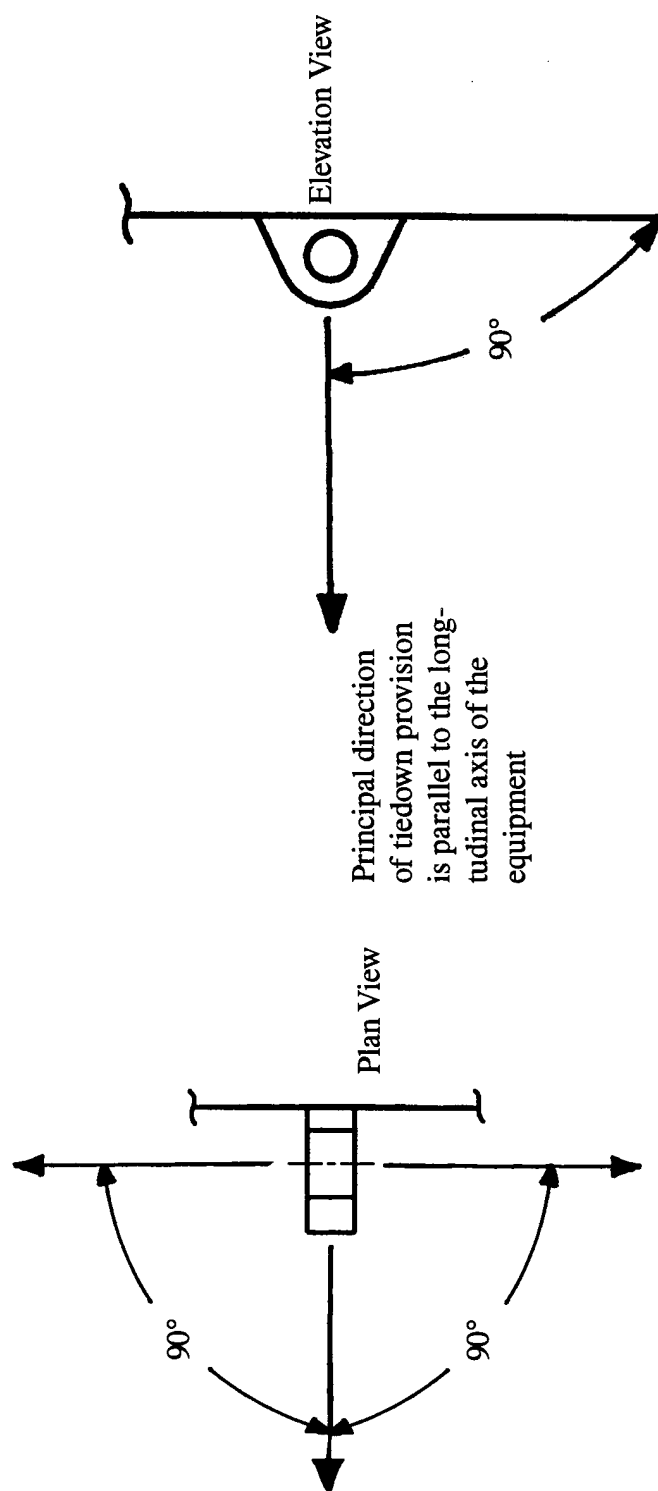 90°
Plan View
90°
Principal direction
of tiedown provision
is parallel to the long-
tudinal axis of the
equipment
Elevation View
90°